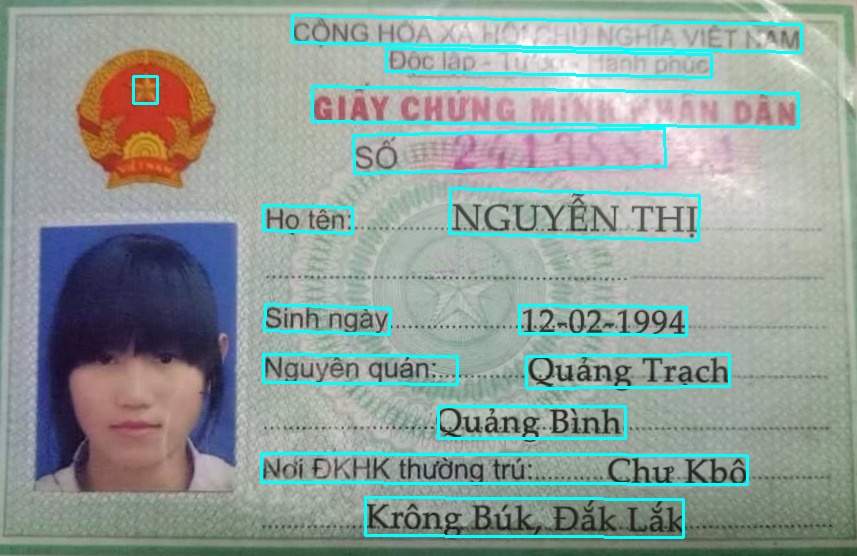 CỘNG HÒA XÃ HỘI CHỦ NGHĨA VIỆT NAM
Độc lập - Tự do - Hạnh phúc
GIẤY CHỨNG MINH NHÂN DÂN
SỐ
VIỆT NAM
Họ tên: NGUYỄN THỊ
Sinh ngày 12-02-1994
Nguyên quán: Quảng Trạch
Quảng Bình
Nơi ĐKHK thường trú: Chư Kbô
Krông Búk, Đắk Lắk